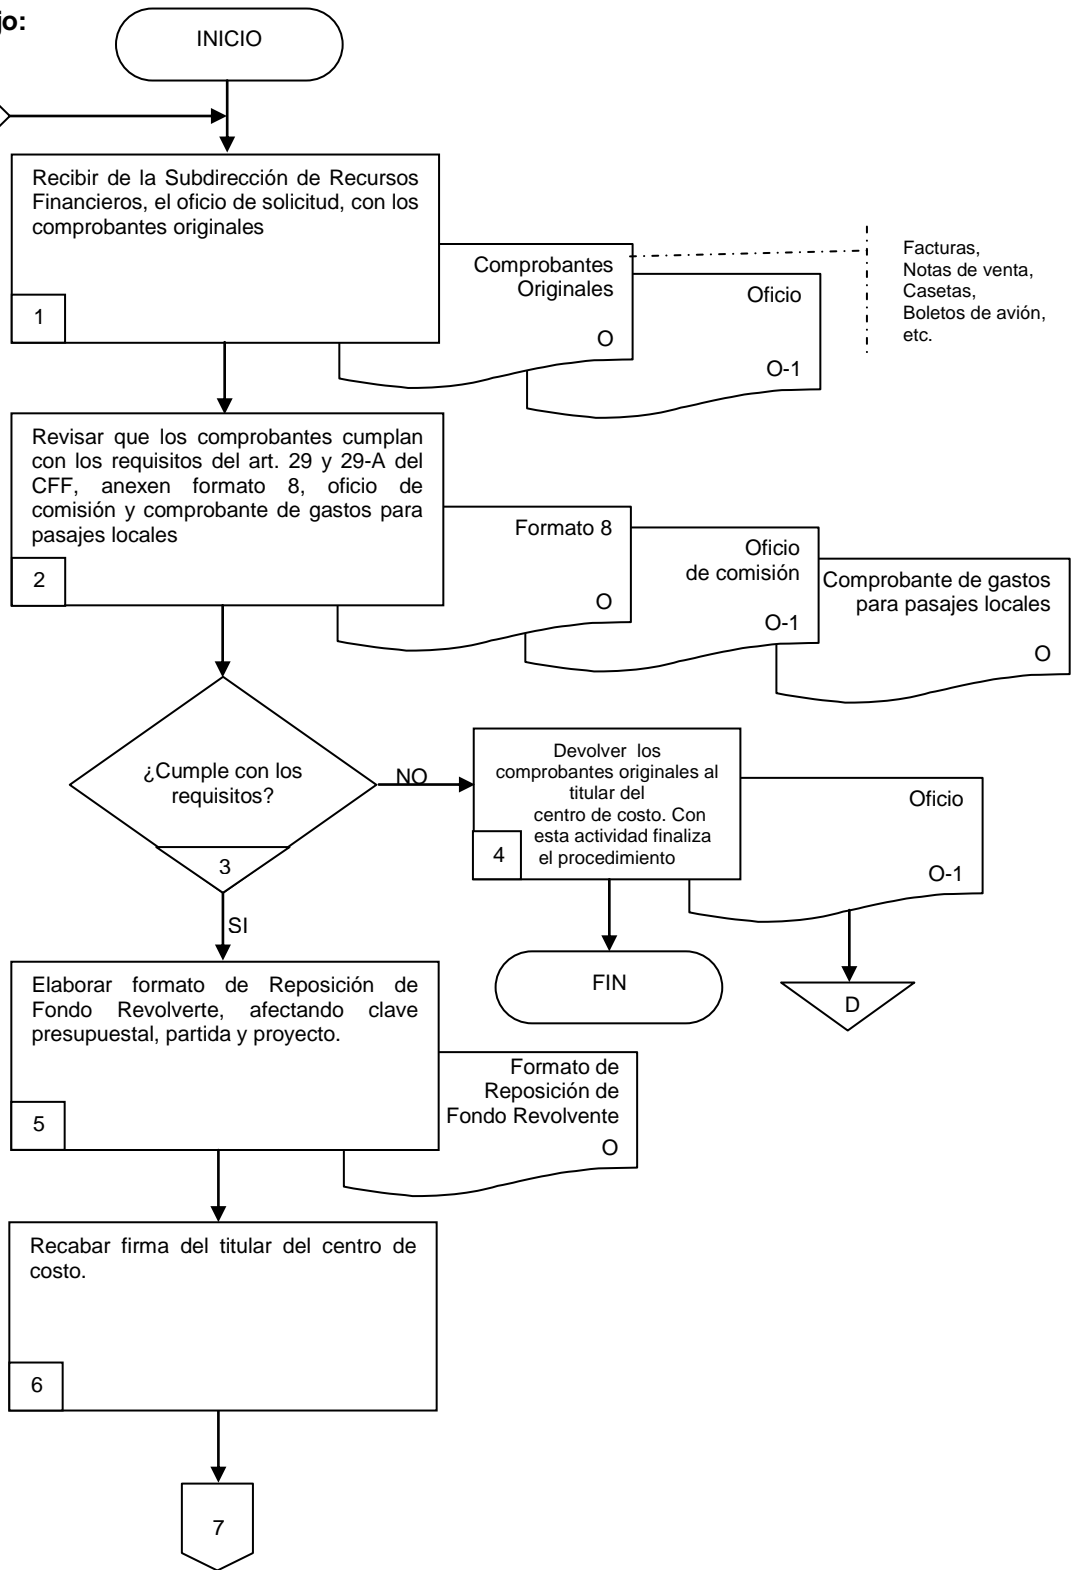 jo:
INICIO
Recibir de la Subdirección de Recursos
Financieros, el oficio de solicitud, con los
comprobantes originales
1
Comprobantes
Originales
O
Oficio
O-1
Facturas,
Notas de venta,
Casetas,
Boletos de avión,
etc.
Revisar que los comprobantes cumplan
con los requisitos del art. 29 y 29-A del
CFF, anexen formato 8, oficio de
comisión y comprobante de gastos para
pasajes locales
2
Formato 8
O
Oficio
de comisión
O-1
Comprobante de gastos
para pasajes locales
O
¿Cumple con los
requisitos?
3
NO
Devolver los
comprobantes originales al
titular del
centro de costo. Con
esta actividad finaliza
el procedimiento
4
Oficio
O-1
SI
FIN
D
Elaborar formato de Reposición de
Fondo Revolverte, afectando clave
presupuestal, partida y proyecto.
5
Formato de
Reposición de
Fondo Revolvente
O
Recabar firma del titular del centro de
costo.
6
7